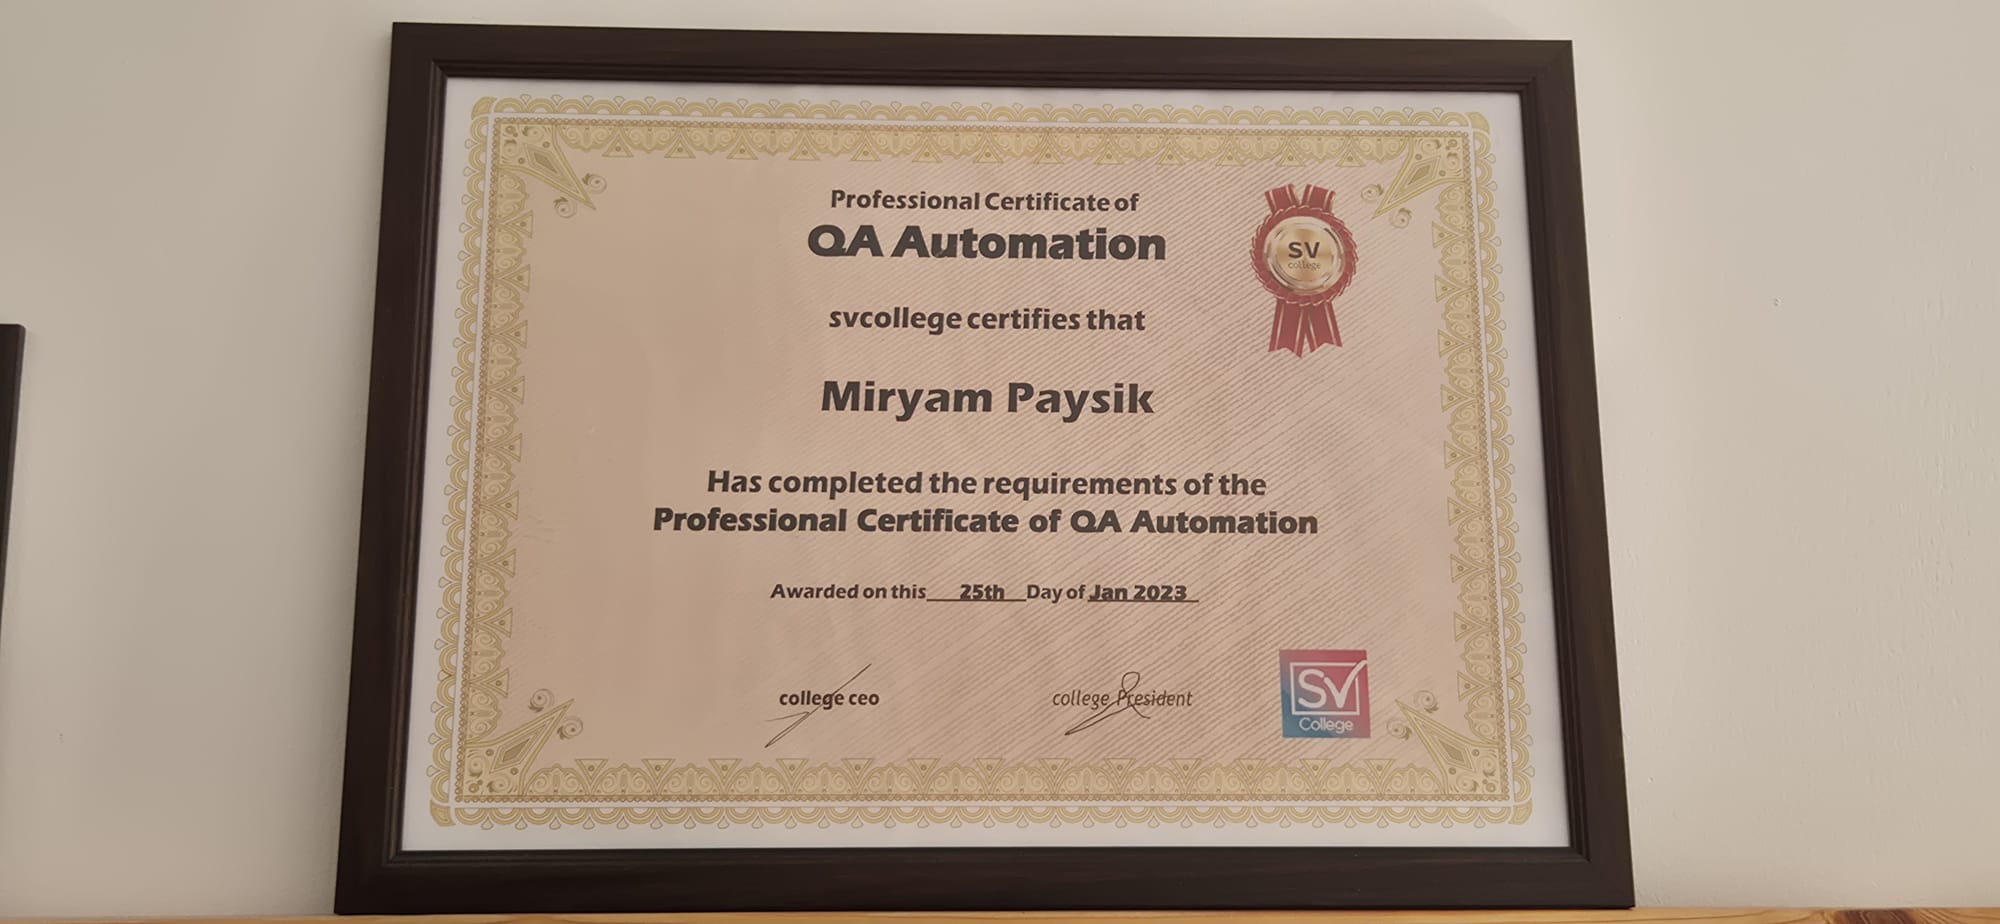 Professional Certificate of
QA Automation
SV
college
svcollege certifies that
Miryam Paysik
Has completed the requirements of the
Professional Certificate of QA Automation
Awarded on this 25th Day of Jan 2023
college ceo
college President
SV
College